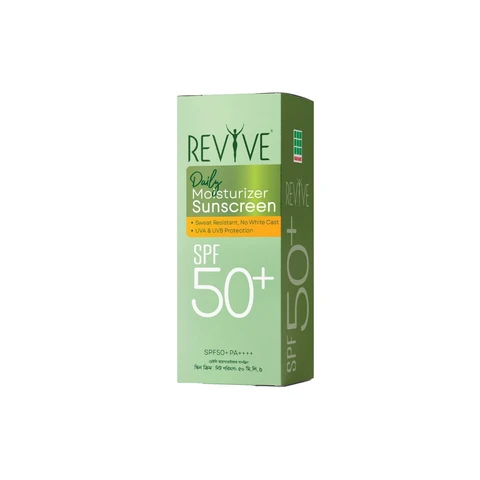 REVIVE
Daily
Moisturizer
Sunscreen
• Sweat Resistant, No White Cast
• UVA & UVB Protection
SPF
50+
SPF50+ PA++++
REVIVE
SPF 50+